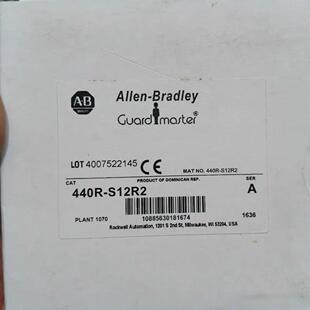 AB
Allen-Bradley
Guardmaster®
LOT 4007522145 CE
MAT NO. 440R-S12R2
PRODUCT OF DOMINICAN REP.
CAT SER
440R-S12R2 A
PLANT 1070 10885630181674 1636
Rockwell Automation, 1201 S 2nd St, Milwaukee, WI 53204, USA